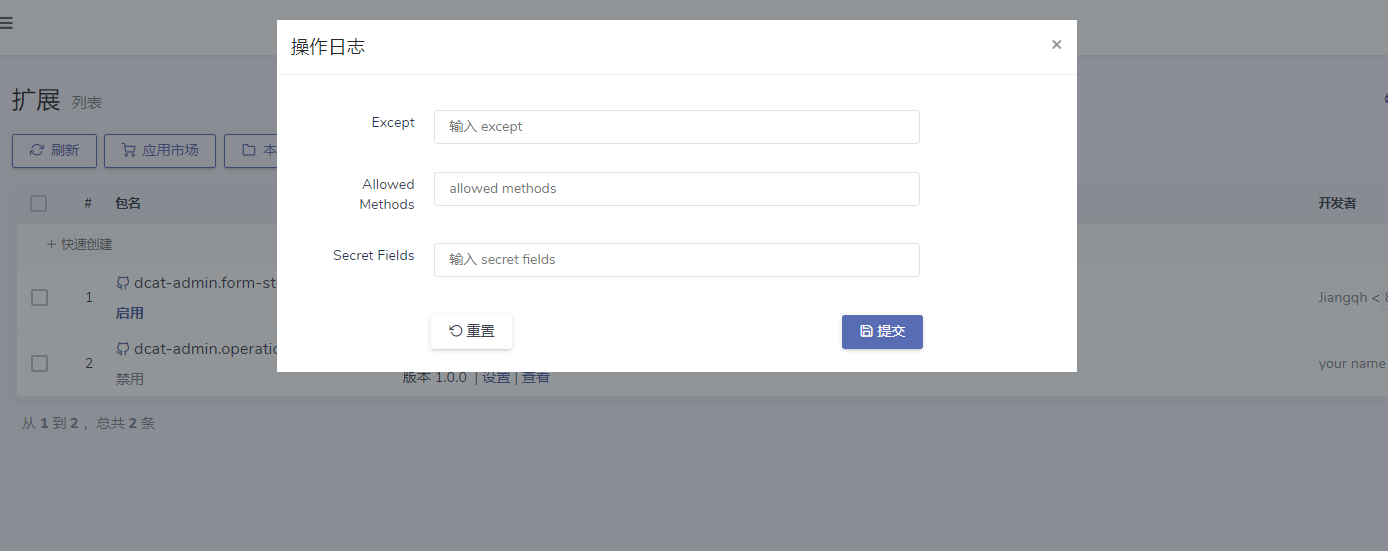 操作日志
×
扩展 列表
刷新 应用市场
Except 输入 except
Allowed Methods allowed methods
Secret Fields 输入 secret fields
重置 提交
# 包名 开发者
+ 快速创建
1 dcat-admin.form-st Jiangqh <
启用
2 dcat-admin.operatio your name
禁用 版本 1.0.0 | 设置 | 查看
从 1 到 2 ，总共 2 条